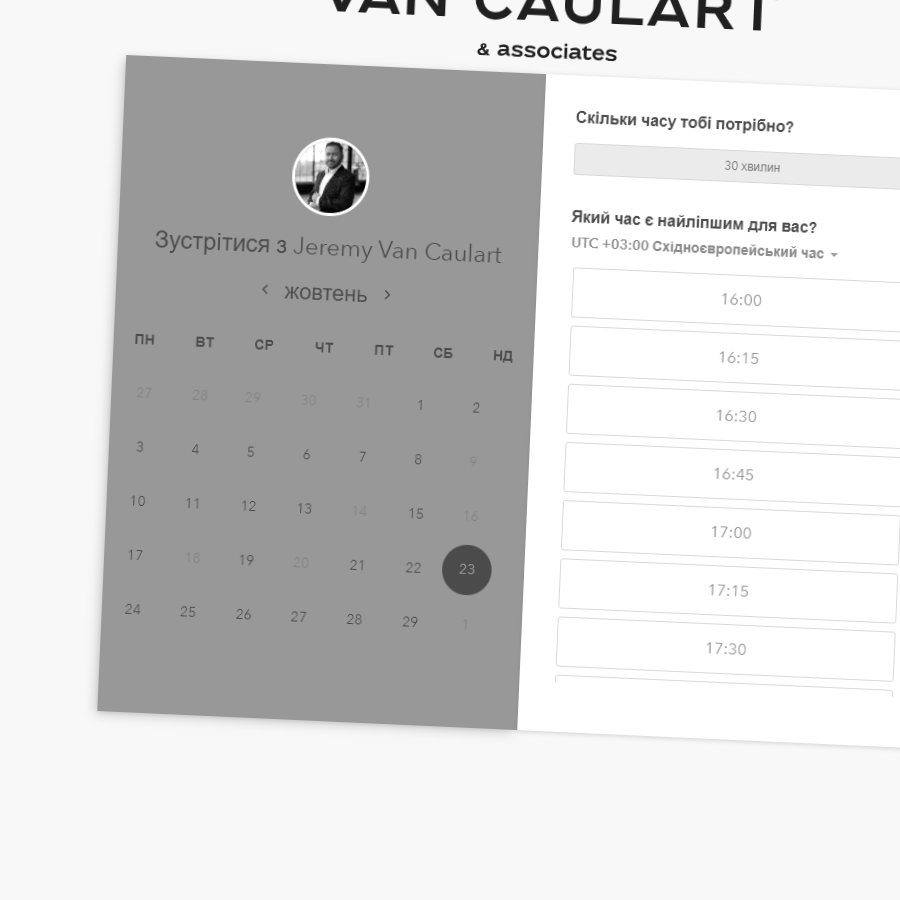 VAN CAULART
& associates
Зустрітися з Jeremy Van Caulart
жовтень
ПН ВТ СР ЧТ ПТ СБ НД
27 28 29 30 31 1 2
3 4 5 6 7 8 9
10 11 12 13 14 15 16
17 18 19 20 21 22 23
24 25 26 27 28 29 1
Скільки часу тобі потрібно?
30 хвилин
Який час є найліпшим для вас?
UTC +03:00 Східноєвропейський час
16:00
16:15
16:30
16:45
17:00
17:15
17:30